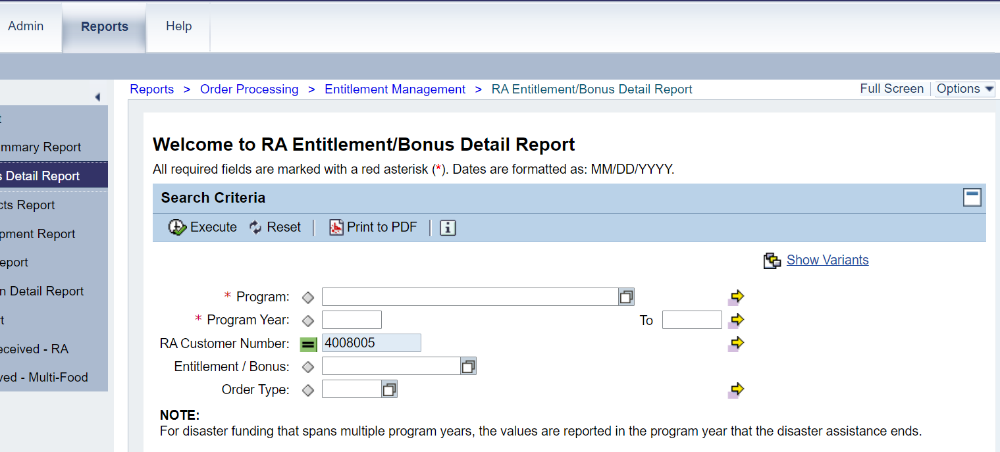 Admin Reports Help
Reports > Order Processing > Entitlement Management > RA Entitlement/Bonus Detail Report Full Screen Options
t
mmary Report
s Detail Report
cts Report
pment Report
eport
n Detail Report
rt
eceived - RA
ved - Multi-Food
Welcome to RA Entitlement/Bonus Detail Report
All required fields are marked with a red asterisk (*). Dates are formatted as: MM/DD/YYYY.
Search Criteria
Execute Reset Print to PDF
Show Variants
* Program:
* Program Year: To
RA Customer Number: 4008005
Entitlement / Bonus:
Order Type:
NOTE:
For disaster funding that spans multiple program years, the values are reported in the program year that the disaster assistance ends.